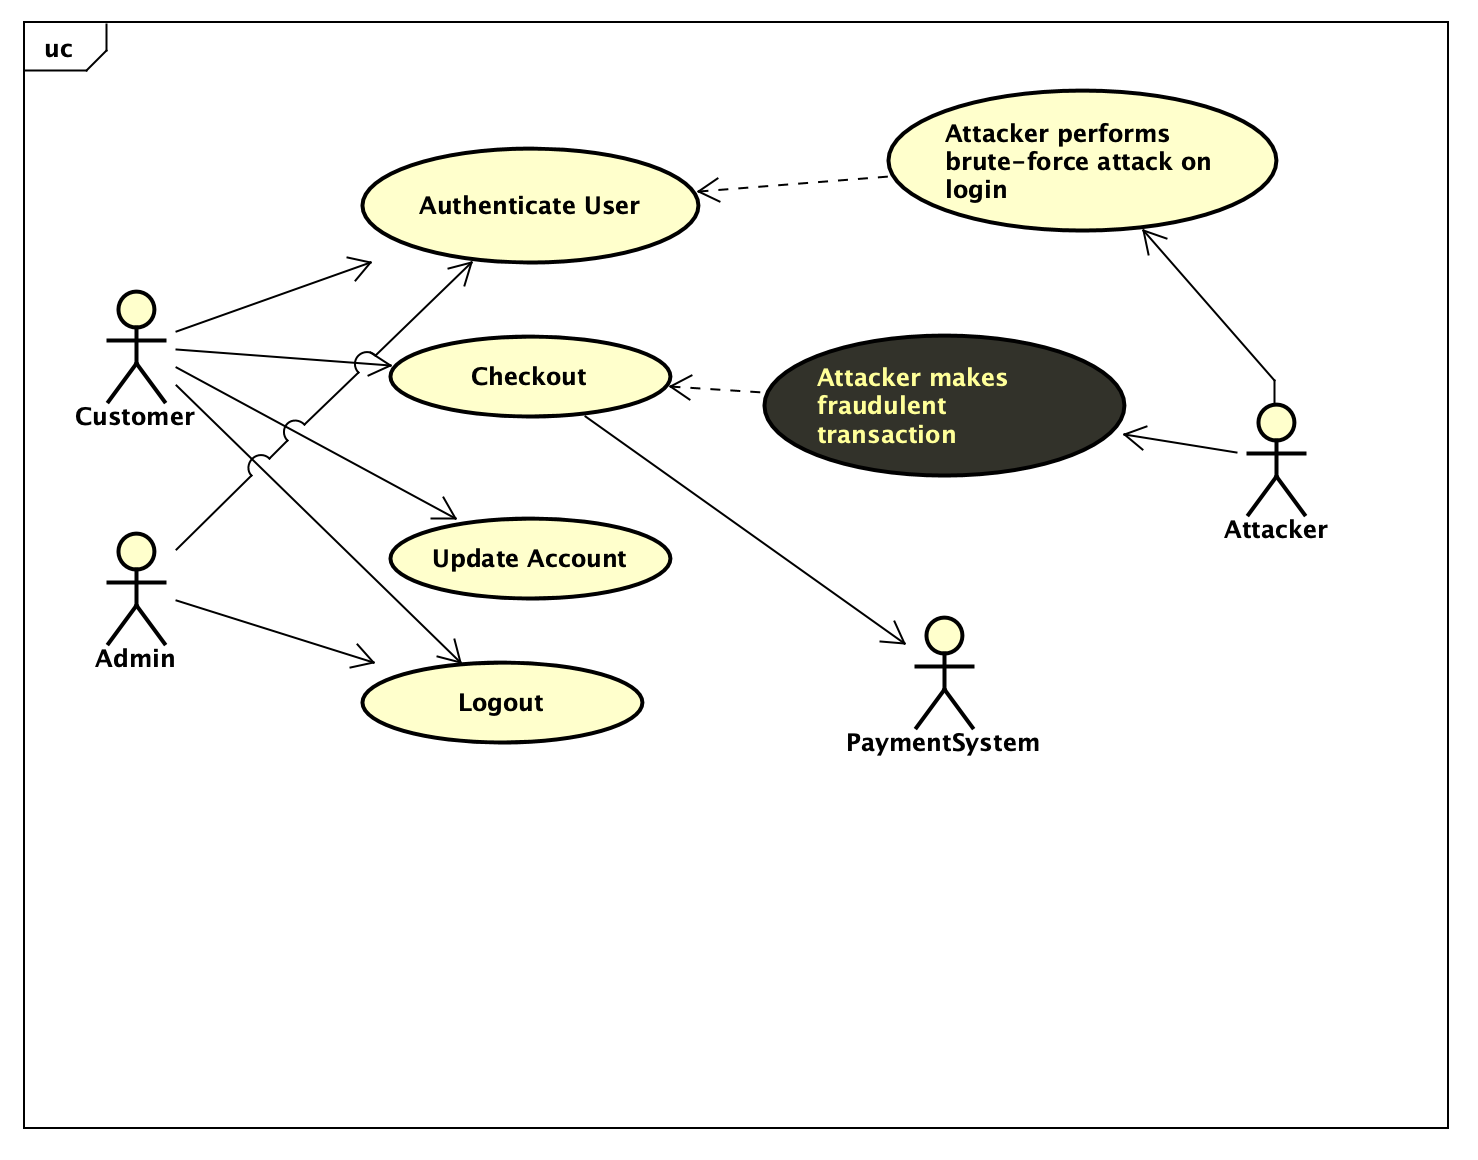 uc
Attacker performs
brute-force attack on
login
Authenticate User
Customer
Checkout
Attacker makes
fraudulent
transaction
Attacker
Update Account
Admin
Logout
PaymentSystem